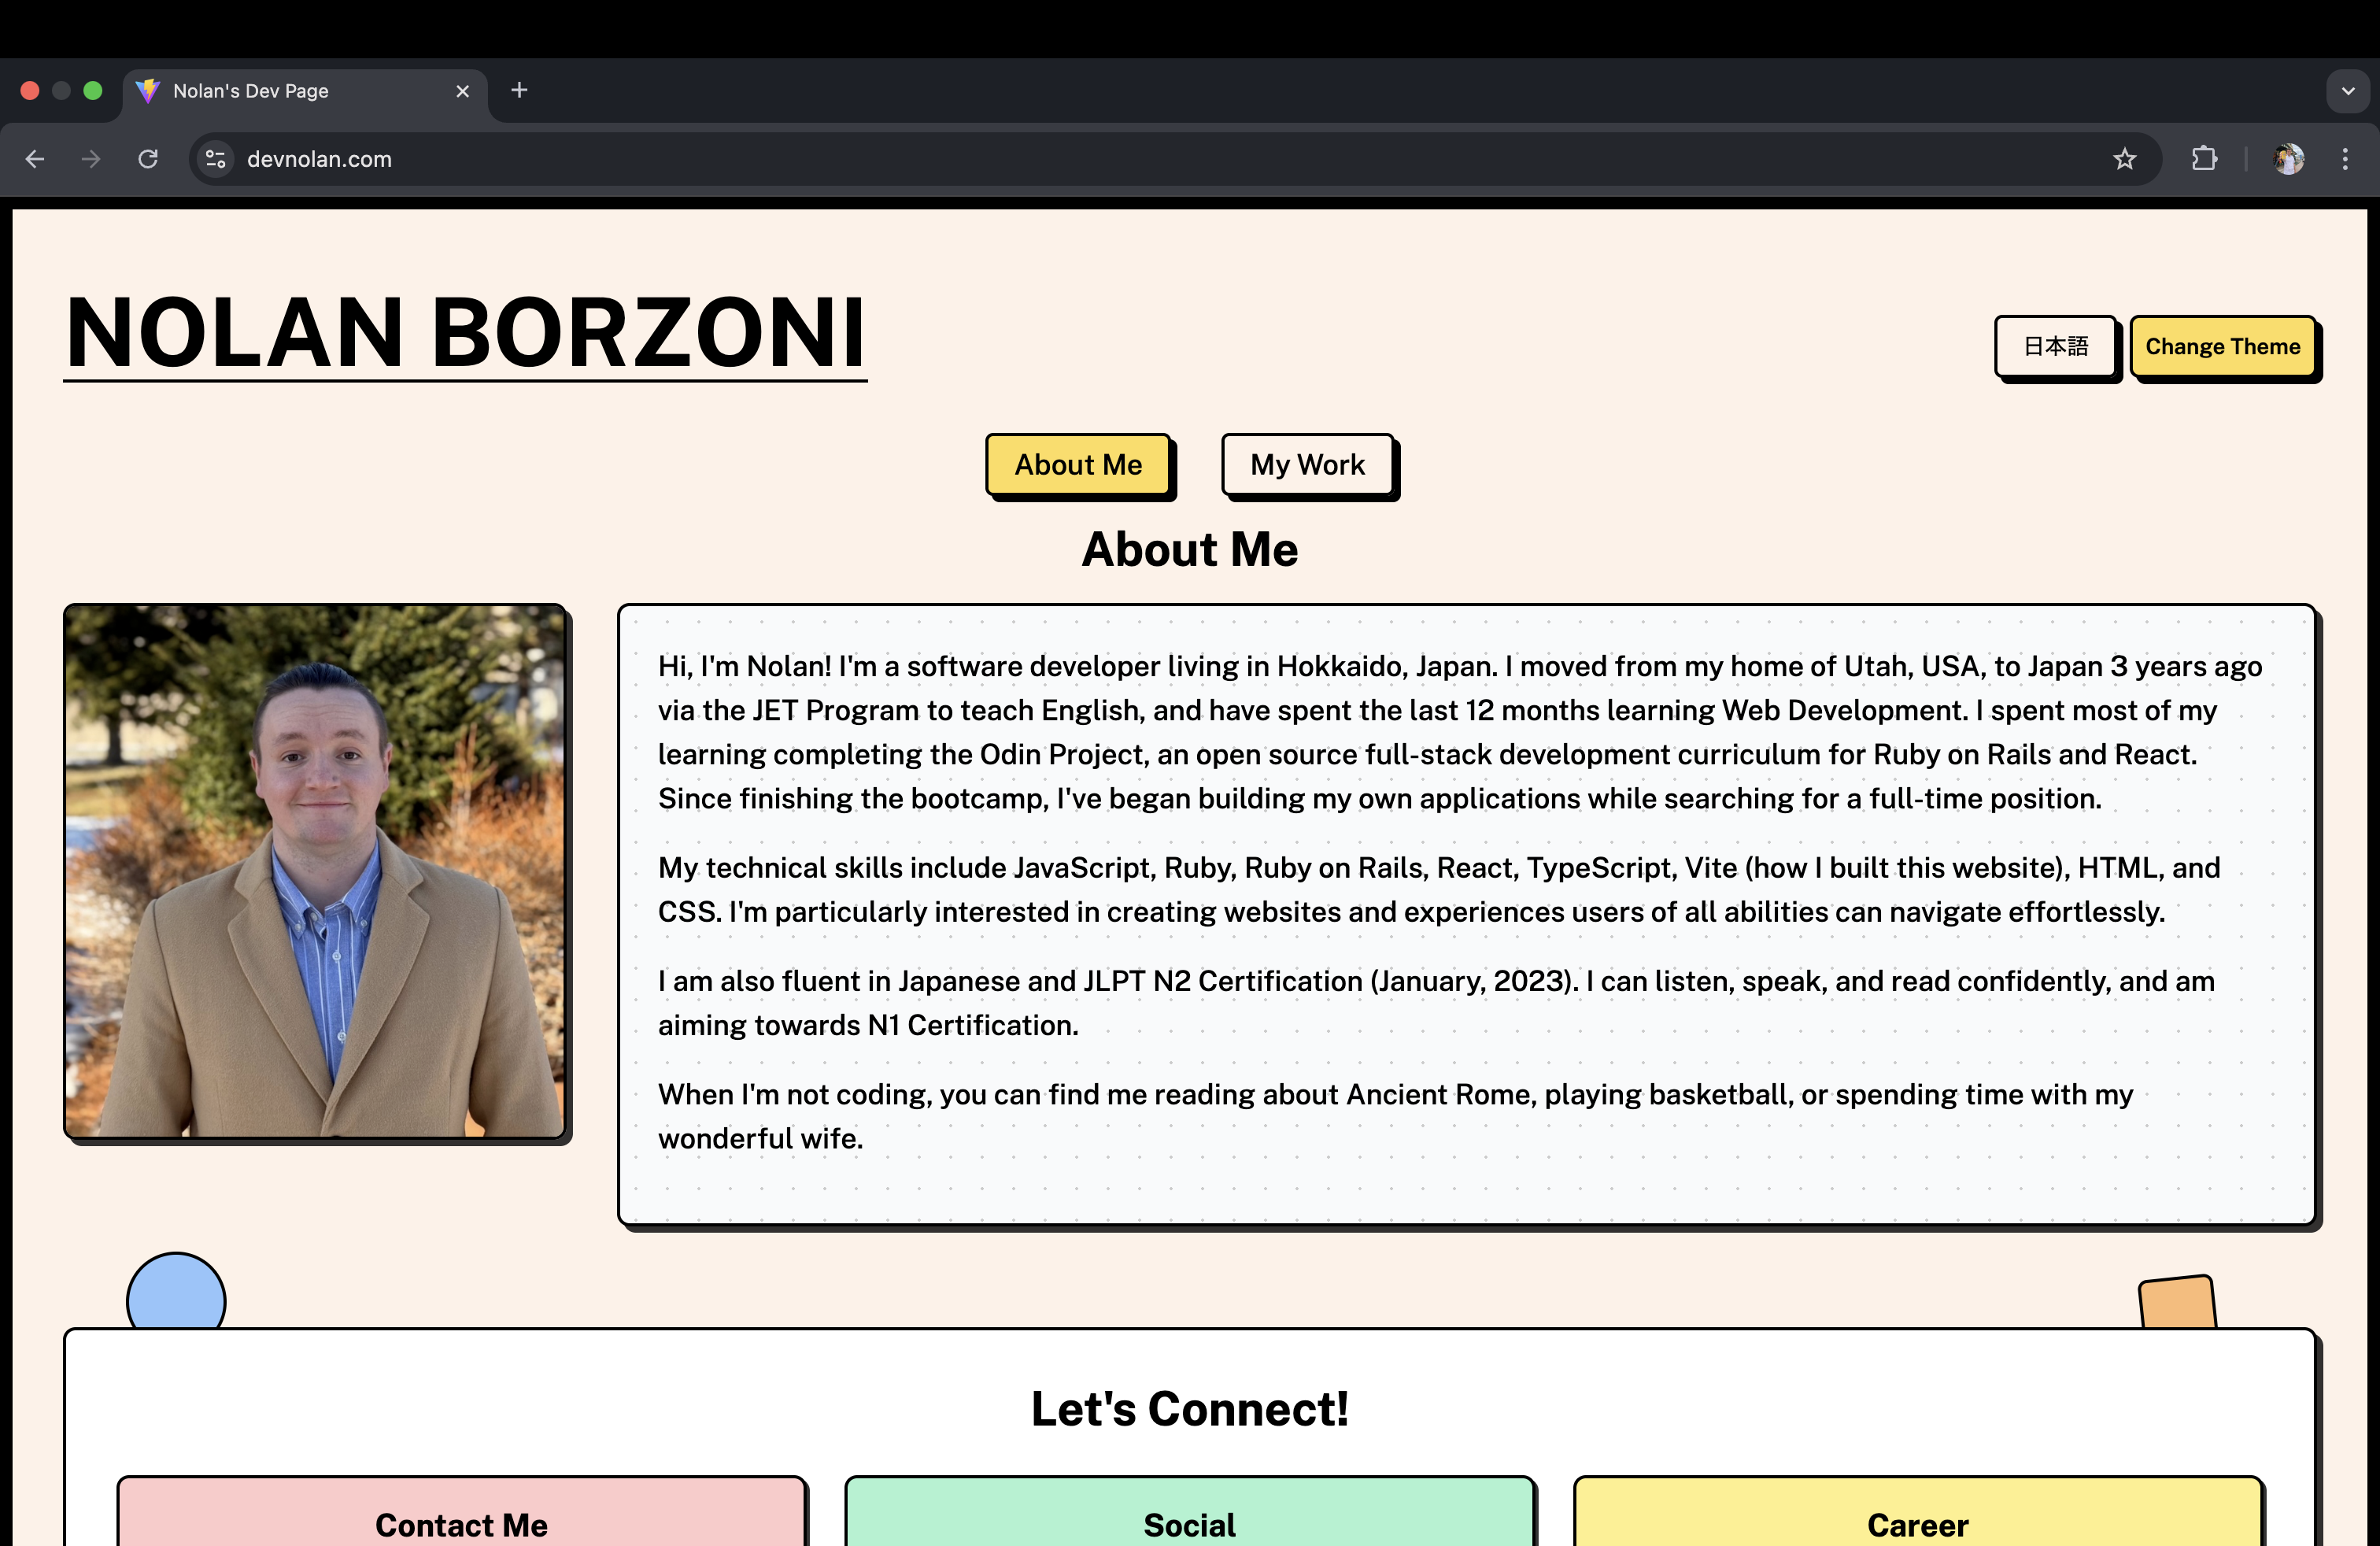 Nolan's Dev Page
devnolan.com
NOLAN BORZONI
日本語
Change Theme
About Me
My Work
About Me
Hi, I'm Nolan! I'm a software developer living in Hokkaido, Japan. I moved from my home of Utah, USA, to Japan 3 years ago
via the JET Program to teach English, and have spent the last 12 months learning Web Development. I spent most of my
learning completing the Odin Project, an open source full-stack development curriculum for Ruby on Rails and React.
Since finishing the bootcamp, I've began building my own applications while searching for a full-time position.
My technical skills include JavaScript, Ruby, Ruby on Rails, React, TypeScript, Vite (how I built this website), HTML, and
CSS. I'm particularly interested in creating websites and experiences users of all abilities can navigate effortlessly.
I am also fluent in Japanese and JLPT N2 Certification (January, 2023). I can listen, speak, and read confidently, and am
aiming towards N1 Certification.
When I'm not coding, you can find me reading about Ancient Rome, playing basketball, or spending time with my
wonderful wife.
Let's Connect!
Contact Me
Social
Career